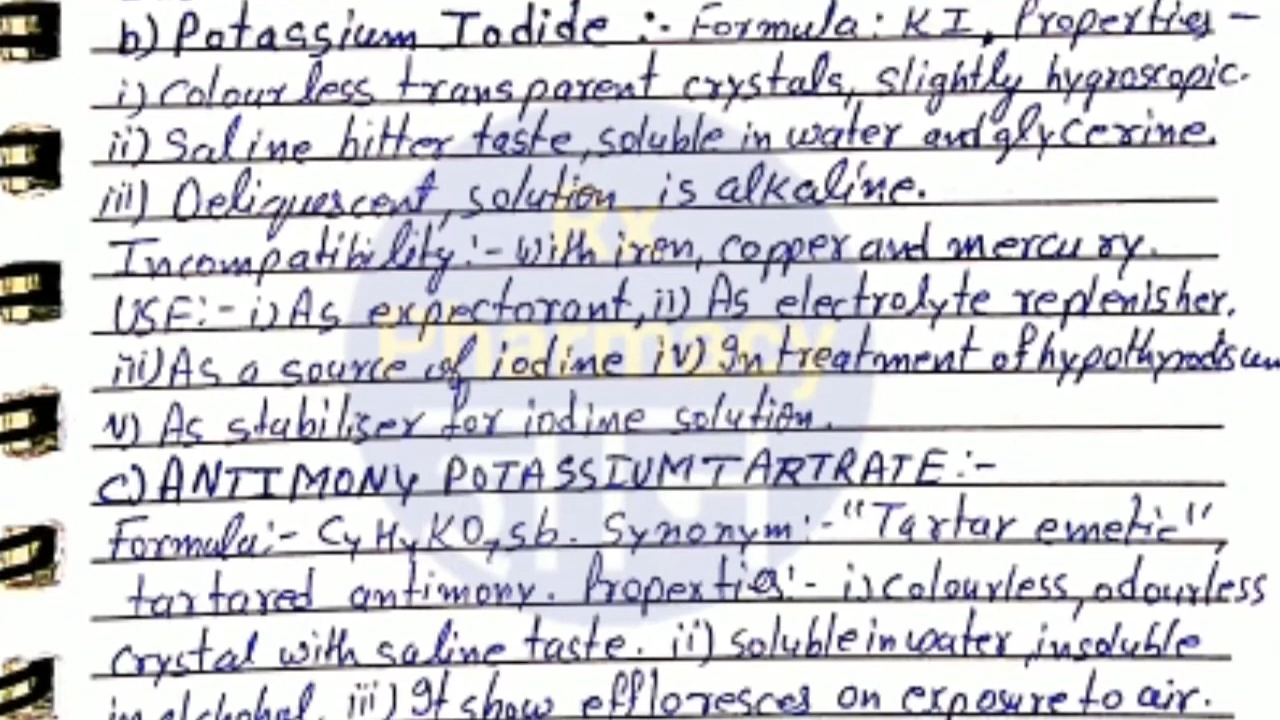 b) Potassium Iodide :- Formula: KI. Properties -
i) Colourless transparent crystals, slightly hygroscopic.
ii) Saline bitter taste, soluble in water and glycerine.
iii) Deliquescent, solution is alkaline.
Incompatibility:- with iron, copper and mercury.
USE:- i) As expectorant, ii) As electrolyte replenisher.
iii) As a source of iodine iv) In treatment of
v) As stabiliser for iodine solution.
c) ANTIMONY POTASSIUM TARTRATE:-
Formula:- C4H4KO7Sb. Synonym:- "Tartar emetic",
tartared antimony. Properties:- i) Colourless, odourless
crystal with saline taste. ii) soluble in water, insoluble
in alchohol. iii) It show effloresces on exposure to air.
Rx
Pharmacy